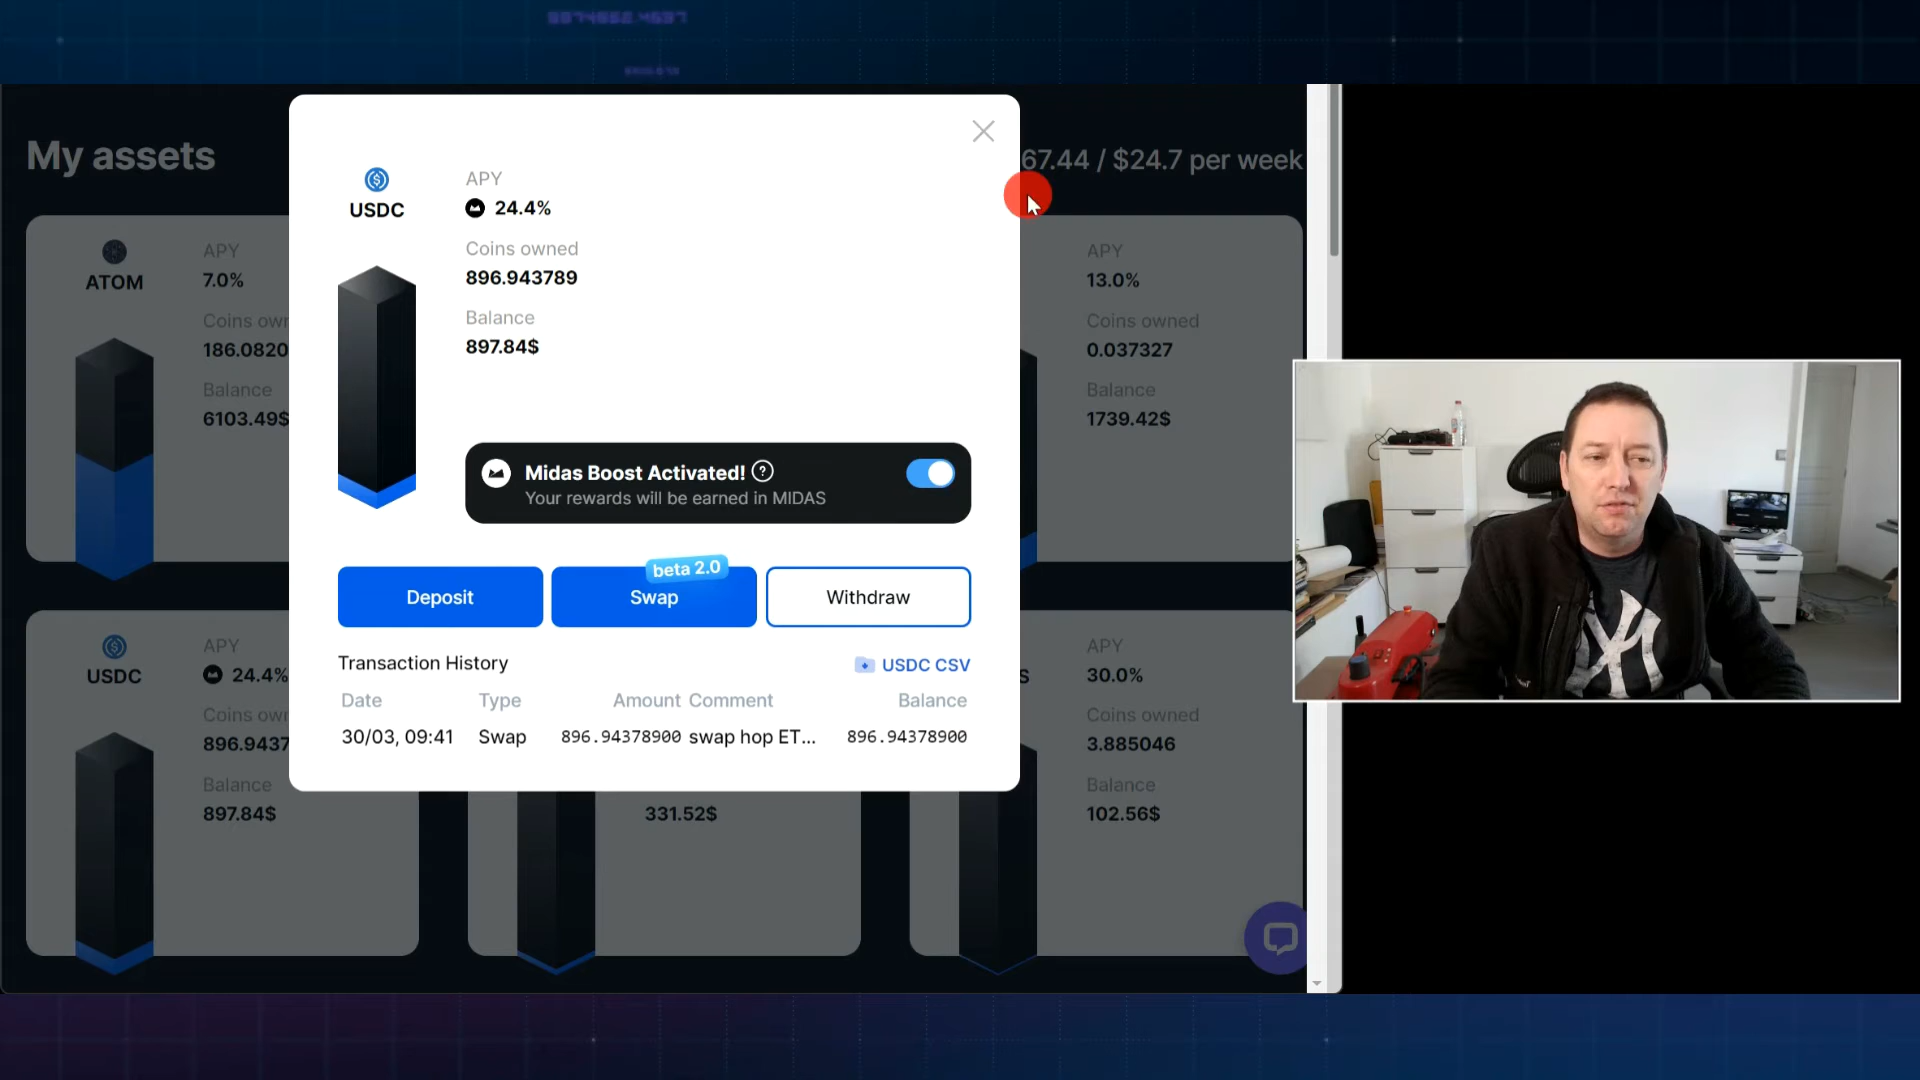 My assets
67.44 / $24.7 per week
ATOM
APY
7.0%
Coins owr
186.0820
Balance
6103.49$
USDC
APY
24.4%
Coins owned
896.943789
Balance
897.84$
Midas Boost Activated! ?
Your rewards will be earned in MIDAS
Deposit
beta 2.0
Swap
Withdraw
Transaction History
USDC CSV
Date Type Amount Comment Balance
30/03, 09:41 Swap 896.94378900 swap hop ET... 896.94378900
APY
13.0%
Coins owned
0.037327
Balance
1739.42$
USDC
APY
24.4%
Coins owr
896.9437
Balance
897.84$
331.52$
S
APY
30.0%
Coins owned
3.885046
Balance
102.56$